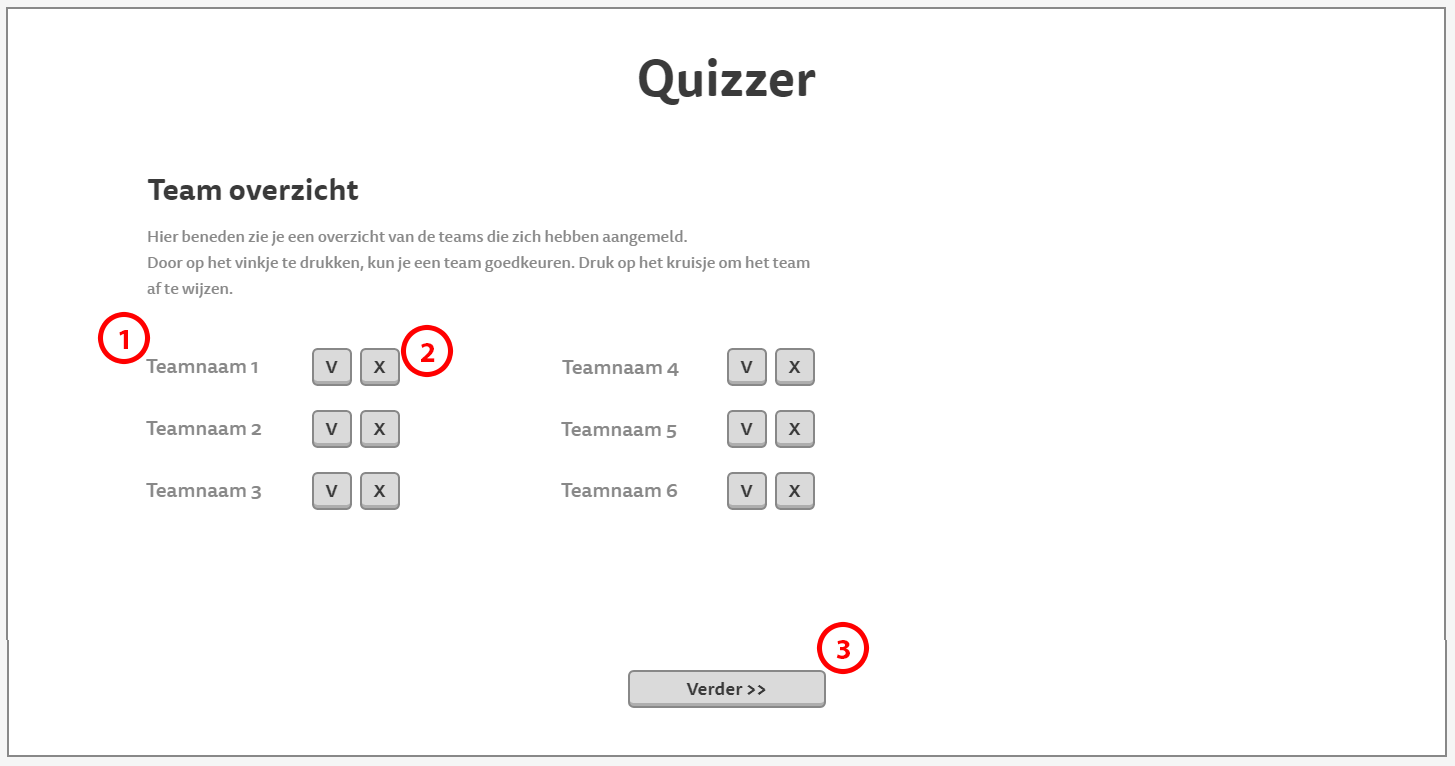 Quizzer
Team overzicht
Hier beneden zie je een overzicht van de teams die zich hebben aangemeld.
Door op het vinkje te drukken, kun je een team goedkeuren. Druk op het kruisje om het team
af te wijzen.
1
2
Teamnaam 1 V X Teamnaam 4 V X
Teamnaam 2 V X Teamnaam 5 V X
Teamnaam 3 V X Teamnaam 6 V X
3
Verder >>